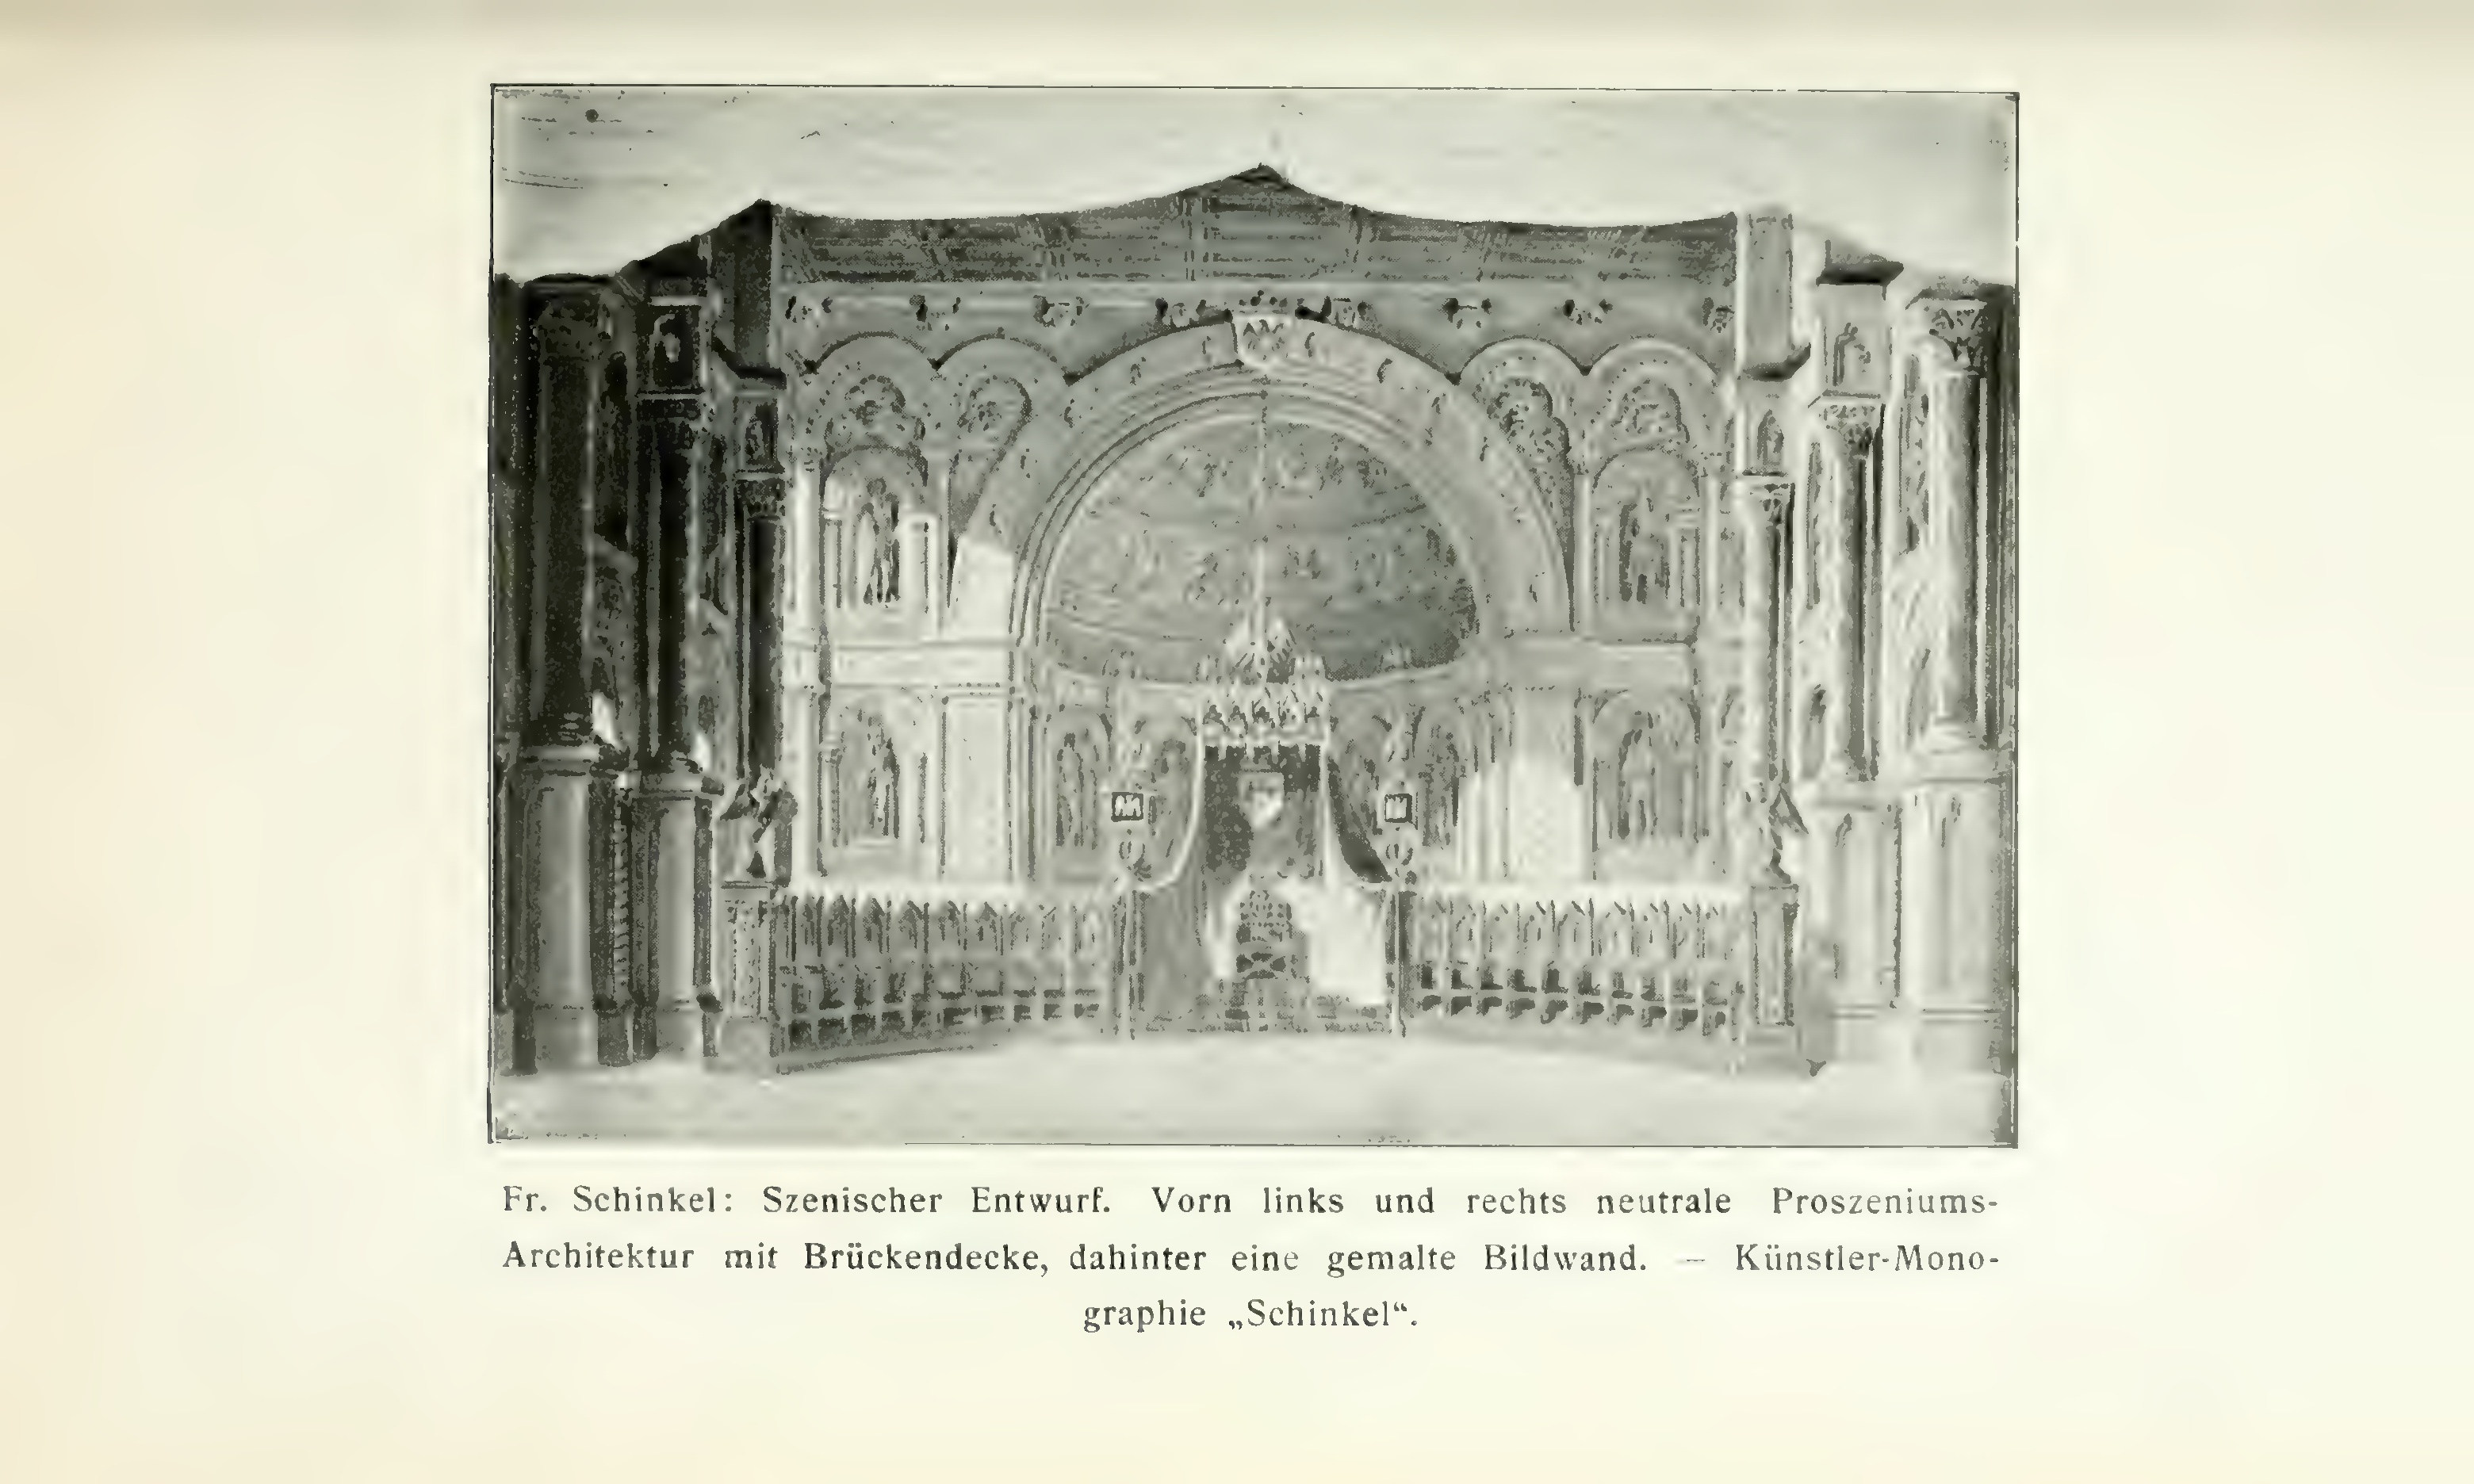 Fr. Schinkel: Szenischer Entwurf. Vorn links und rechts neutrale Proszeniums-
Architektur mit Brückendecke, dahinter eine gemalte Bildwand. — Künstler-Mono-
graphie „Schinkel“.